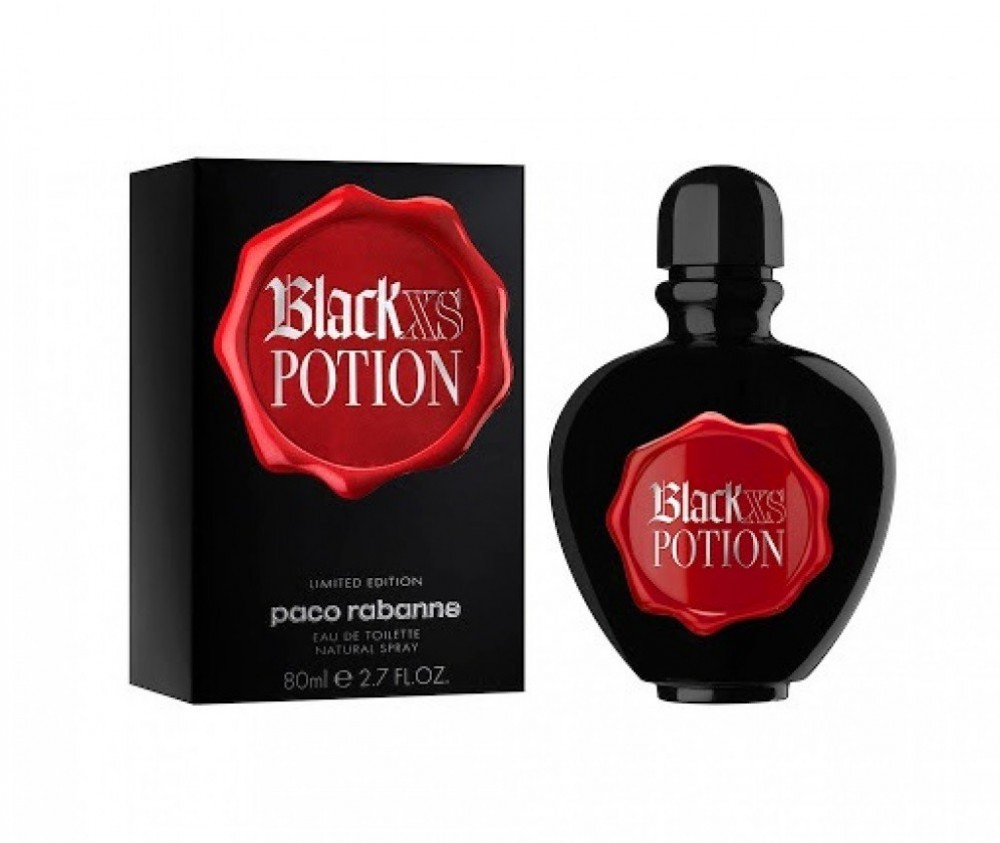 Black XS
POTION
LIMITED EDITION
paco rabanne
EAU DE TOILETTE
NATURAL SPRAY
80ml ℮ 2.7 FL.OZ.
Black XS
POTION